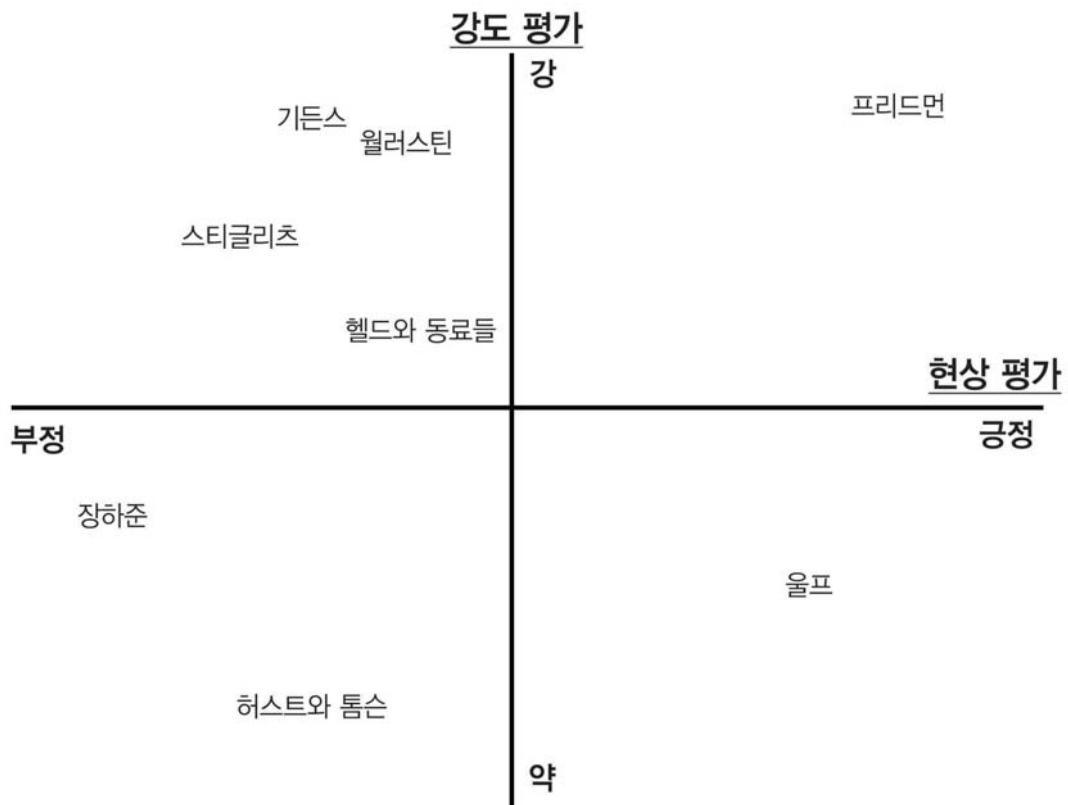 강도 평가
강
프리드먼
기든스
월러스틴
스티글리츠
헬드와 동료들
현상 평가
부정
긍정
장하준
울프
허스트와 톰슨
약